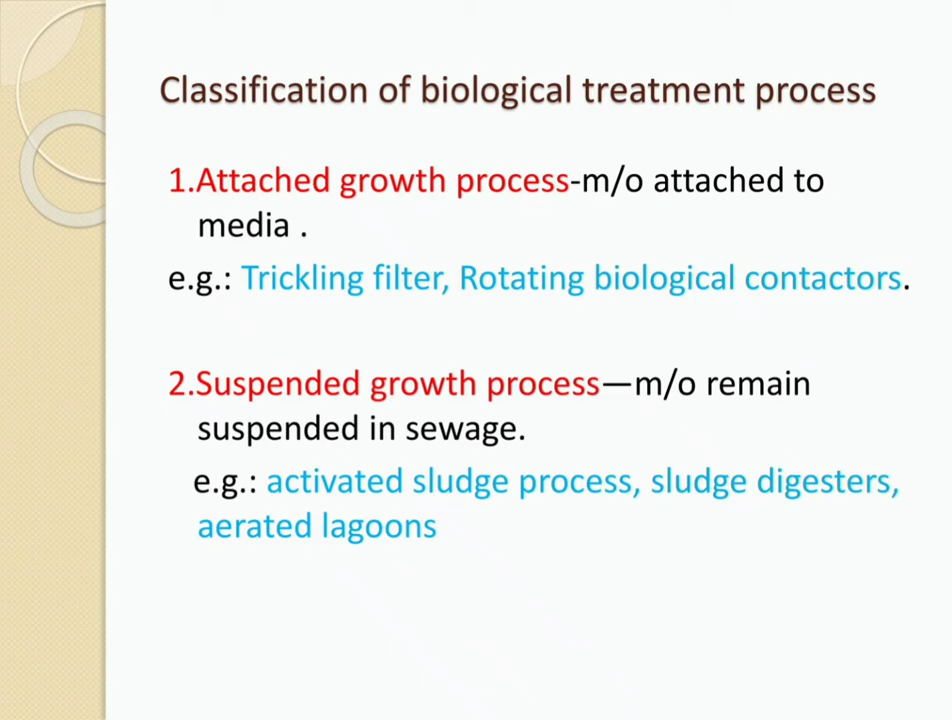 Classification of biological treatment process
1.Attached growth process-m/o attached to
media .
e.g.: Trickling filter, Rotating biological contactors.
2.Suspended growth process—m/o remain
suspended in sewage.
e.g.: activated sludge process, sludge digesters,
aerated lagoons